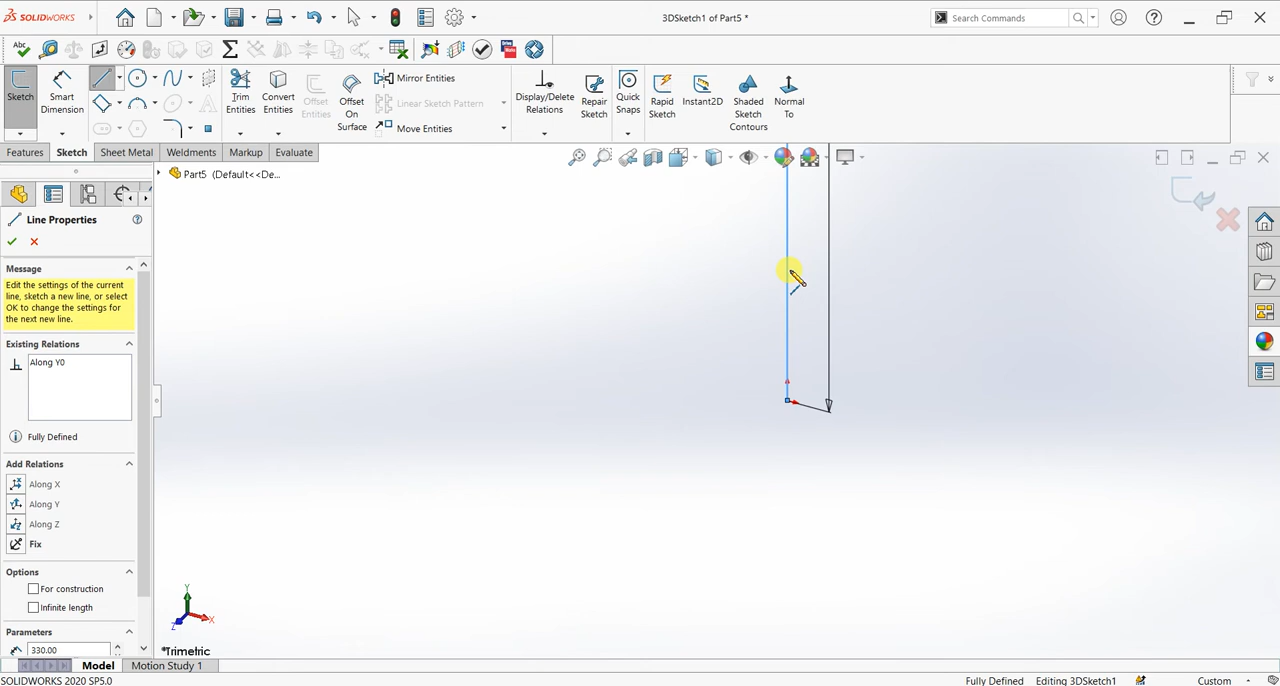 SOLIDWORKS
3DSketch1 of Part5 *
Search Commands
Sketch
Smart
Dimension
Trim
Entities
Convert
Entities
Offset
Entities
Offset
On
Surface
Mirror Entities
Linear Sketch Pattern
Move Entities
Display/Delete
Relations
Repair
Sketch
Quick
Snaps
Rapid
Sketch
Instant2D
Shaded
Sketch
Contours
Normal
To
Features
Sketch
Sheet Metal
Weldments
Markup
Evaluate
Part5 (Default<<De...
Line Properties
Message
Edit the settings of the current
line, sketch a new line, or select
OK to change the settings for
the next new line.
Existing Relations
Along Y0
Fully Defined
Add Relations
Along X
Along Y
Along Z
Fix
Options
For construction
Infinite length
Parameters
330.00
Y
X
Z
*Trimetric
Model
Motion Study 1
SOLIDWORKS 2020 SP5.0
Fully Defined
Editing 3DSketch1
Custom